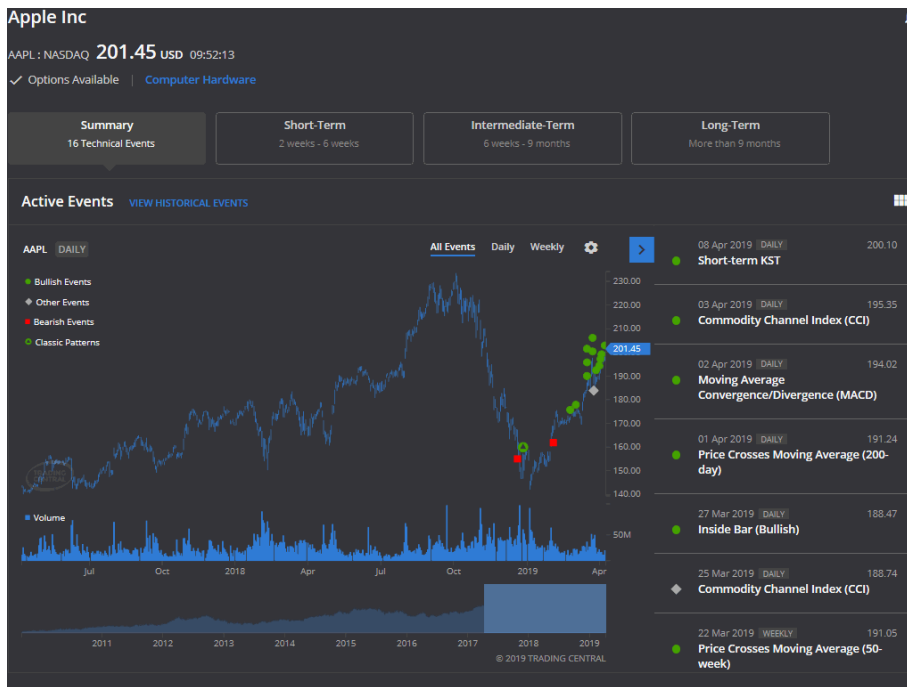 Apple Inc
AAPL : NASDAQ 201.45 USD 09:52:13
Options Available | Computer Hardware
Summary
16 Technical Events
Short-Term
2 weeks - 6 weeks
Intermediate-Term
6 weeks - 9 months
Long-Term
More than 9 months
Active Events VIEW HISTORICAL EVENTS
AAPL DAILY
All Events Daily Weekly
Bullish Events
Other Events
Bearish Events
Classic Patterns
230.00
220.00
210.00
201.45
190.00
180.00
170.00
160.00
150.00
140.00
TRADING
CENTRAL
Volume
50M
Jul Oct 2018 Apr Jul Oct 2019 Apr
2011 2012 2013 2014 2015 2016 2017 2018 2019
© 2019 TRADING CENTRAL
08 Apr 2019 DAILY 200.10
Short-term KST
03 Apr 2019 DAILY 195.35
Commodity Channel Index (CCI)
02 Apr 2019 DAILY 194.02
Moving Average
Convergence/Divergence (MACD)
01 Apr 2019 DAILY 191.24
Price Crosses Moving Average (200-
day)
27 Mar 2019 DAILY 188.47
Inside Bar (Bullish)
25 Mar 2019 DAILY 188.74
Commodity Channel Index (CCI)
22 Mar 2019 WEEKLY 191.05
Price Crosses Moving Average (50-
week)